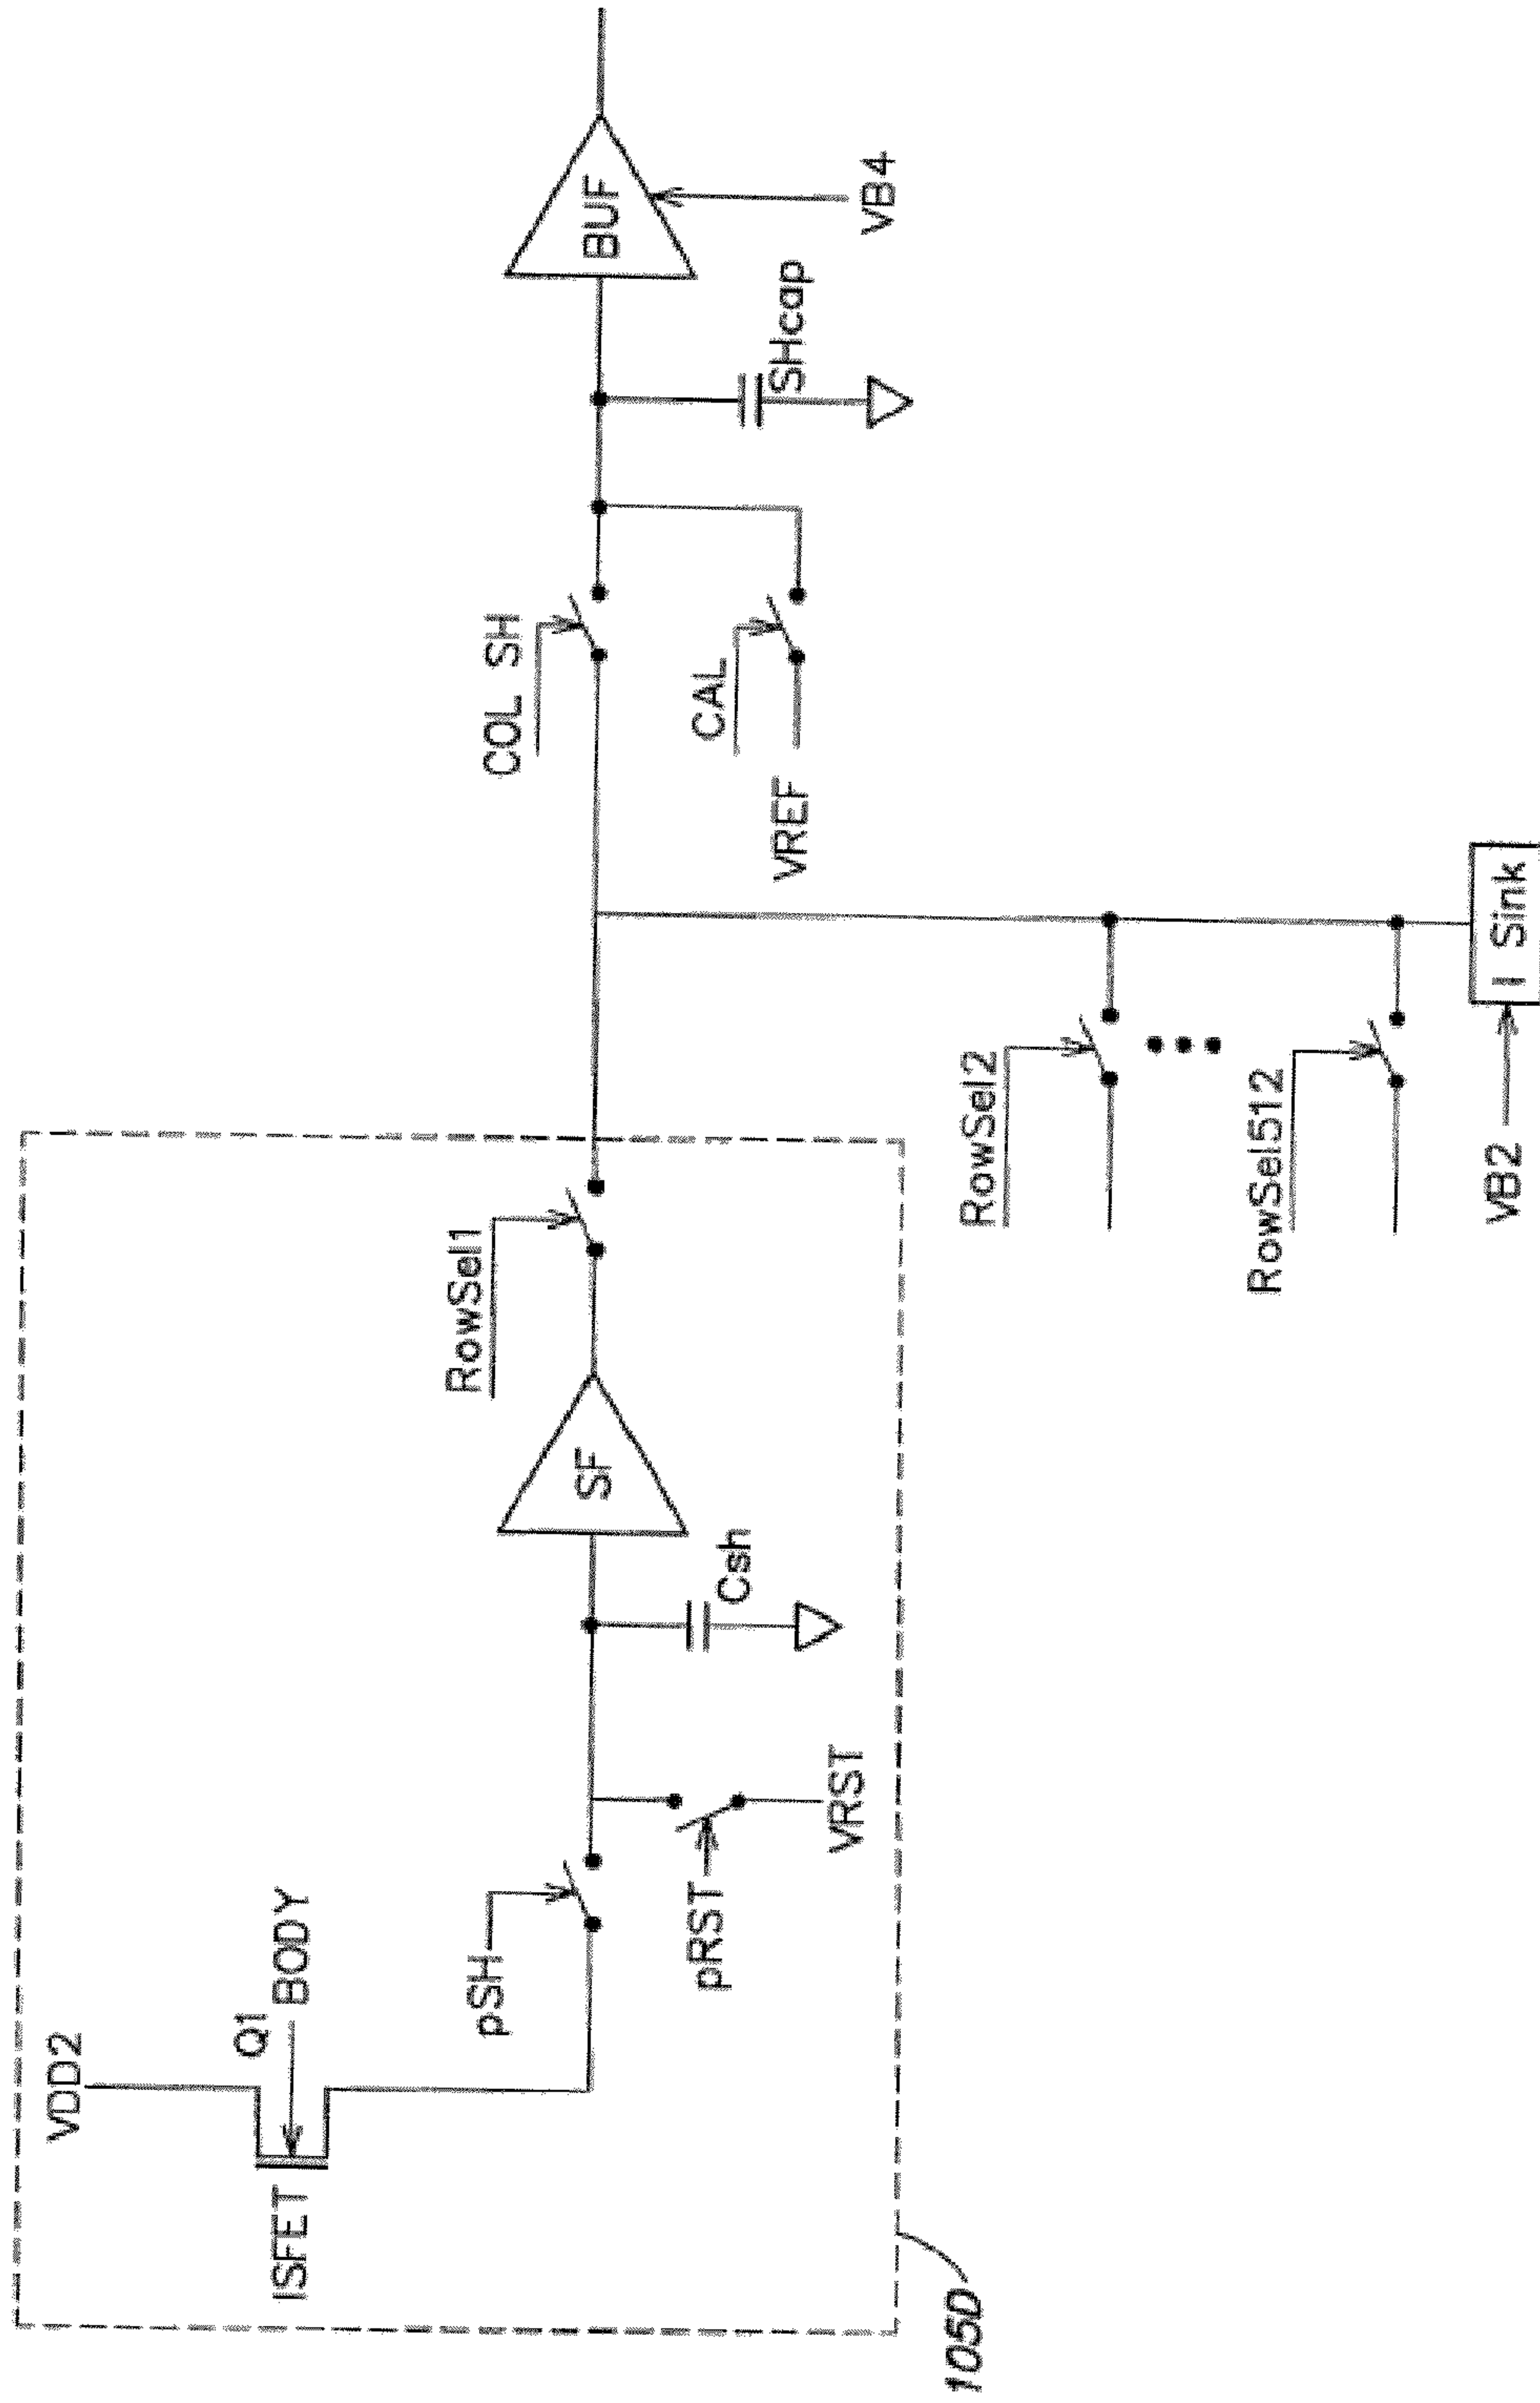 VDD2
Q1
BODY
ISFET
pSH
pRST
VRST
Csh
SF
RowSel1
COL SH
CAL
VREF
SHcap
BUF
VB4
RowSel2
RowSel512
VB2
I Sink
105D